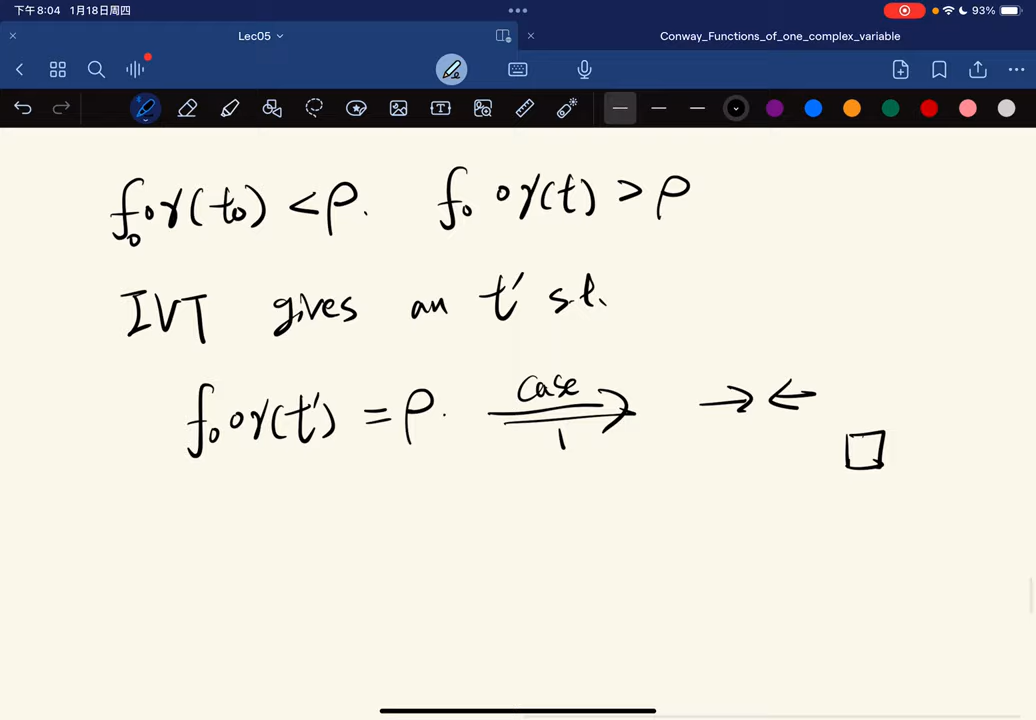 下午8:04 1月18日周四
93%
Lec05
Conway_Functions_of_one_complex_variable
f₀∘γ(t₀) < ρ. f₀∘γ(t) > ρ
IVT gives an t′ s.t.
f₀∘γ(t′) = ρ. case 1 ⇒ →←
□